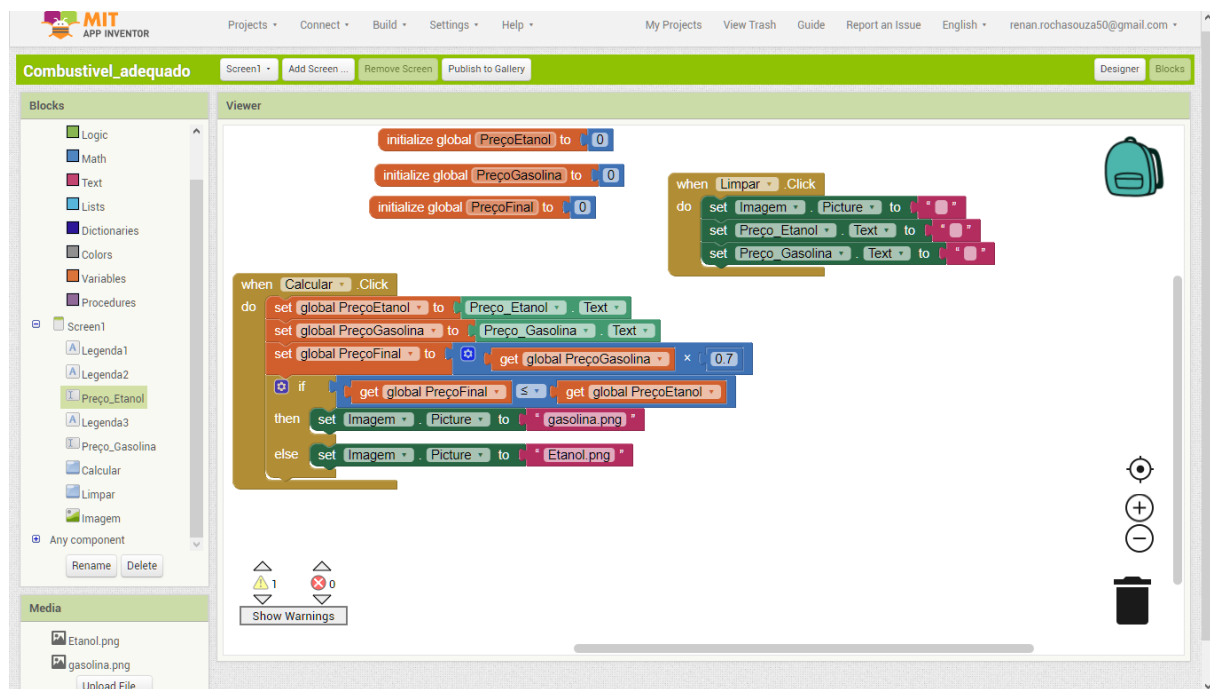 MIT
APP INVENTOR
Projects Connect Build Settings Help My Projects View Trash Guide Report an Issue English renan.rochasouza50@gmail.com
Combustivel_adequado Screen1 Add Screen ... Remove Screen Publish to Gallery Designer Blocks
Blocks
Logic
Math
Text
Lists
Dictionaries
Colors
Variables
Procedures
Screen1
Legenda1
Legenda2
Preço_Etanol
Legenda3
Preço_Gasolina
Calcular
Limpar
Imagem
Any component
Rename Delete
Media
Etanol.png
gasolina.png
Upload File ...
Viewer
initialize global PreçoEtanol to 0
initialize global PreçoGasolina to 0
initialize global PreçoFinal to 0
when Limpar .Click
do set Imagem . Picture to " "
set Preço_Etanol . Text to " "
set Preço_Gasolina . Text to " "
when Calcular .Click
do set global PreçoEtanol to Preço_Etanol . Text
set global PreçoGasolina to Preço_Gasolina . Text
set global PreçoFinal to get global PreçoGasolina × 0.7
if get global PreçoFinal ≤ get global PreçoEtanol
then set Imagem . Picture to " gasolina.png "
else set Imagem . Picture to " Etanol.png "
1 0
Show Warnings